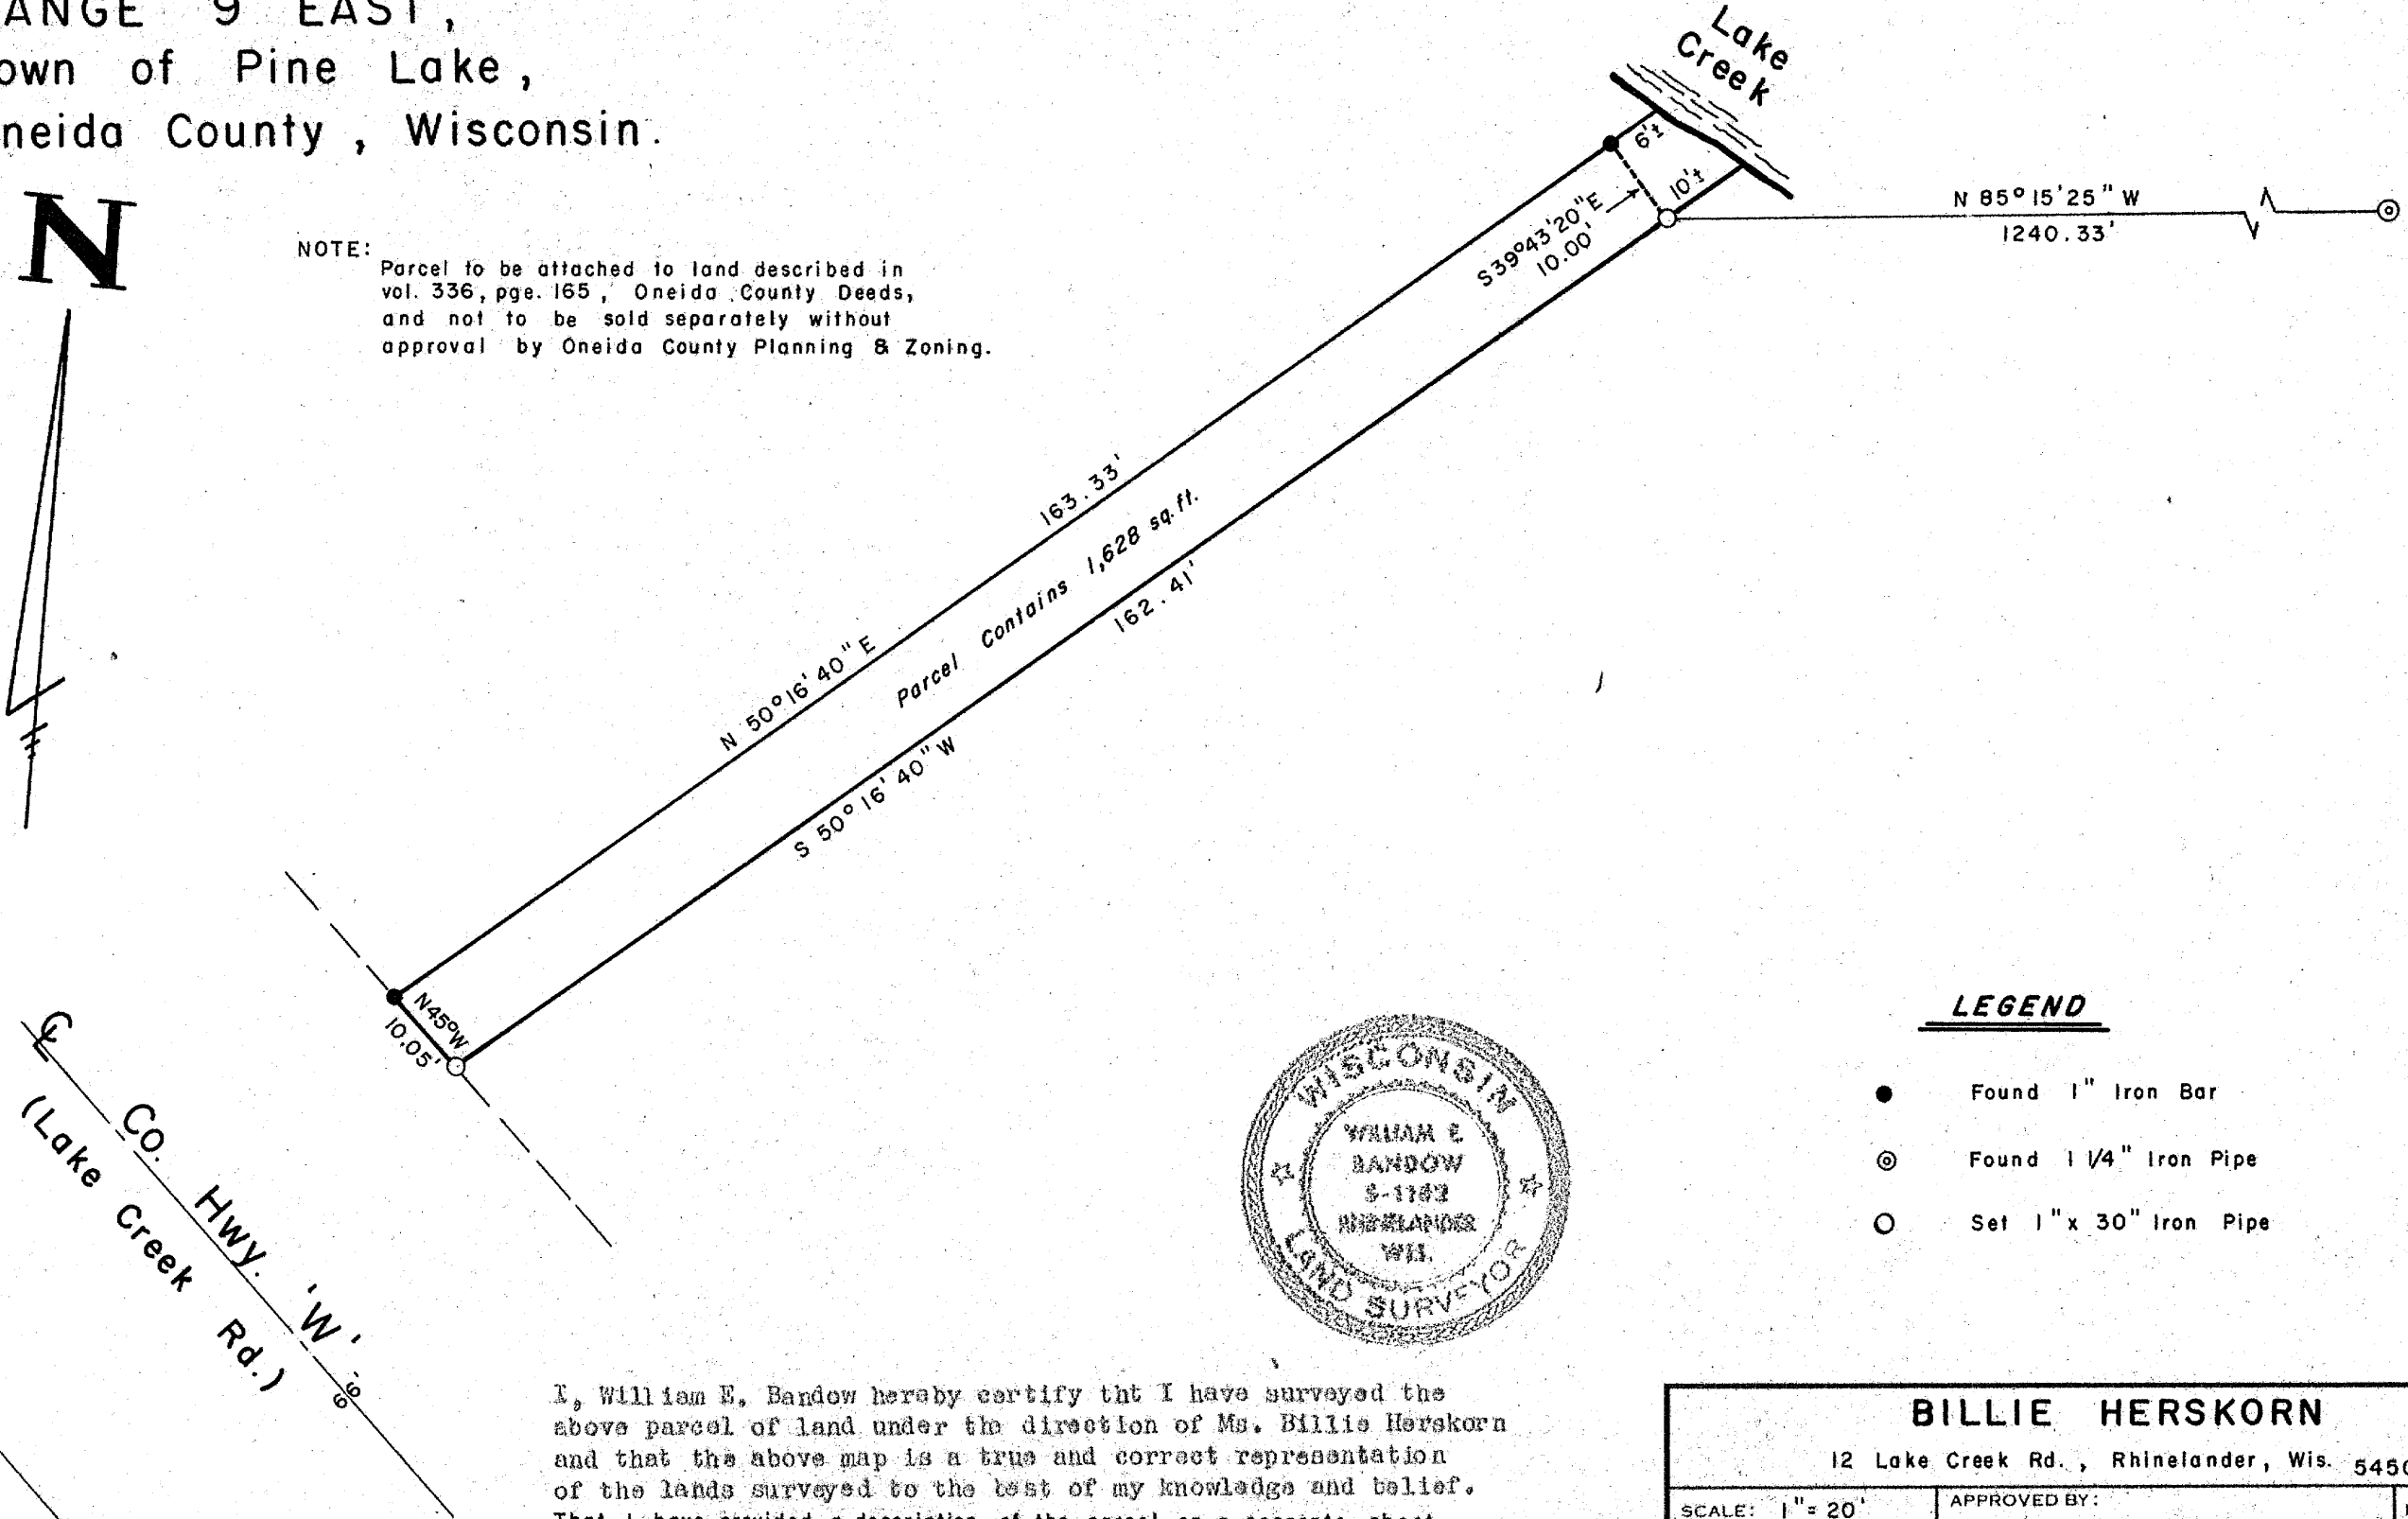 ANGE 9 EAST,
own of Pine Lake,
neida County, Wisconsin.
N
NOTE:
Parcel to be attached to land described in
vol. 336, pge. 165, Oneida County Deeds,
and not to be sold separately without
approval by Oneida County Planning & Zoning.
Lake
Creek
6'±
10'±
S39°43'20"E
10.00'
N 85°15'25" W
1240.33'
163.33'
N 50°16'40" E
Parcel Contains 1,628 sq.ft.
162.41'
S 50°16'40" W
N45°W
10.05'
℄ Co. Hwy. 'W'
(Lake Creek Rd.)
66'
WISCONSIN
WILLIAM E.
BANDOW
RHINELANDER
WIS.
LAND SURVEYOR
LEGEND
Found 1" Iron Bar
Found 1 1/4" Iron Pipe
Set 1"x 30" Iron Pipe
I, William E. Bandow hereby certify tht I have surveyed the
above parcel of land under the direction of Ms. Billie Herskorn
and that the above map is a true and correct representation
of the lands surveyed to the best of my knowledge and belief.
BILLIE HERSKORN
12 Lake Creek Rd., Rhinelander, Wis. 5450
SCALE: 1"= 20'
APPROVED BY: